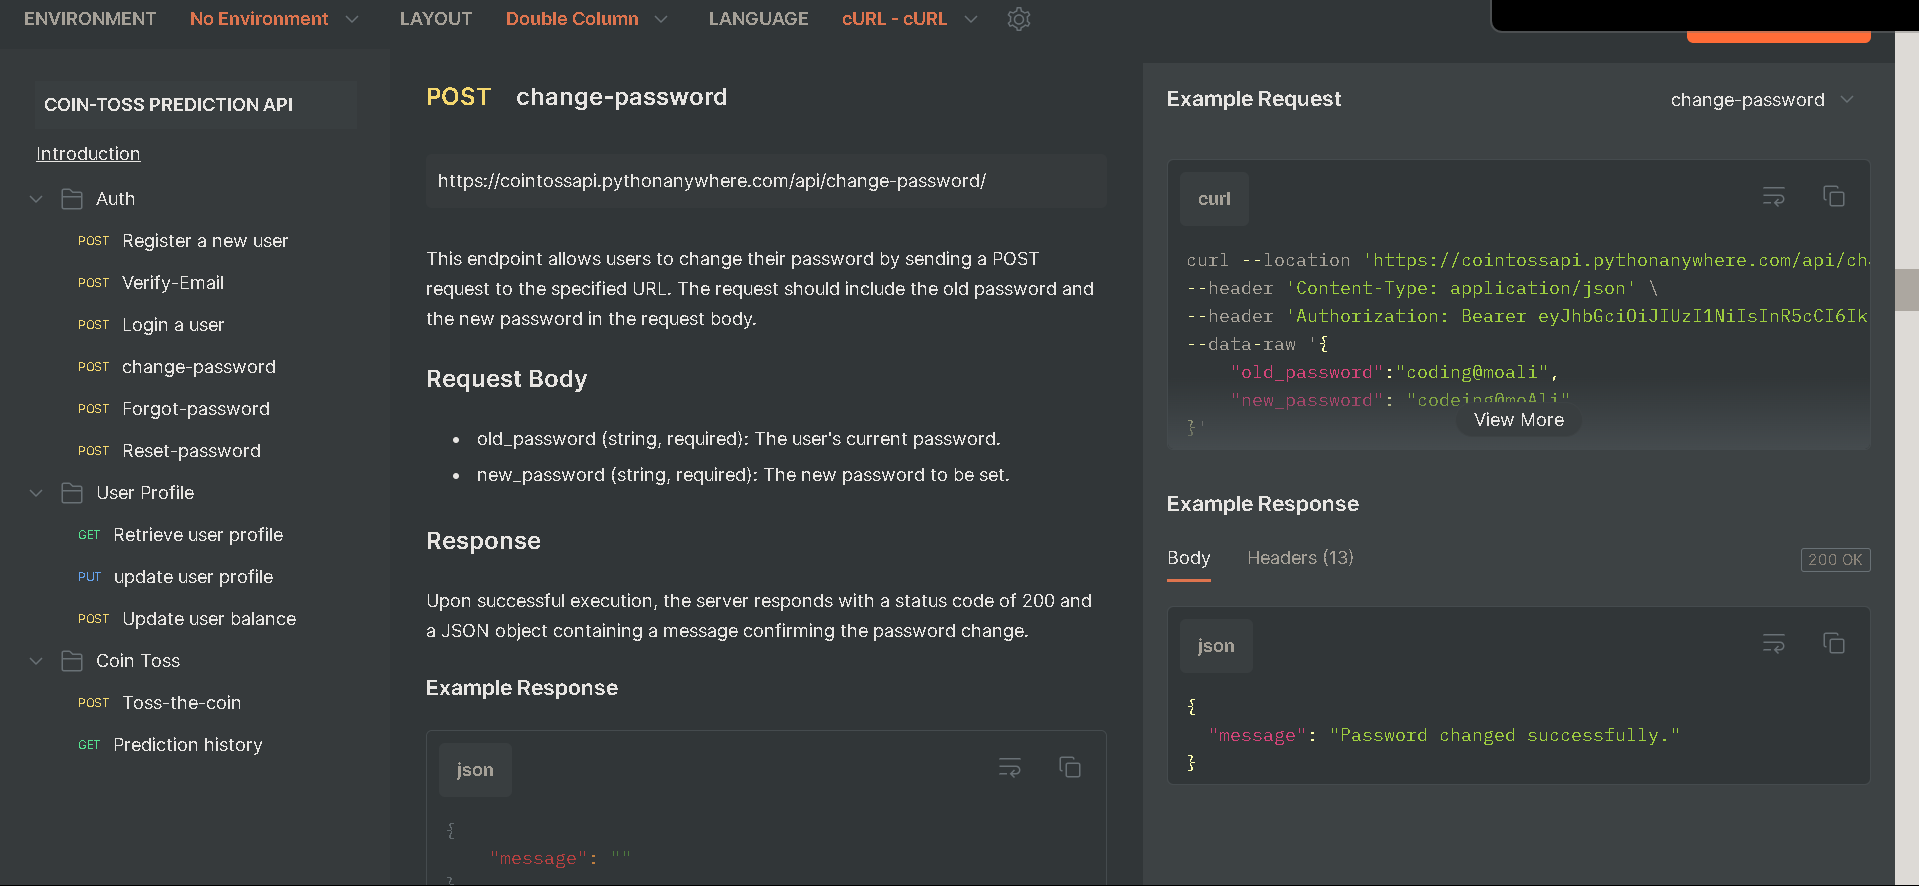 ENVIRONMENT No Environment LAYOUT Double Column LANGUAGE cURL - cURL
COIN-TOSS PREDICTION API
Introduction
Auth
POST Register a new user
POST Verify-Email
POST Login a user
POST change-password
POST Forgot-password
POST Reset-password
User Profile
GET Retrieve user profile
PUT update user profile
POST Update user balance
Coin Toss
POST Toss-the-coin
GET Prediction history
POST change-password
https://cointossapi.pythonanywhere.com/api/change-password/
This endpoint allows users to change their password by sending a POST
request to the specified URL. The request should include the old password and
the new password in the request body.
Request Body
• old_password (string, required): The user's current password.
• new_password (string, required): The new password to be set.
Response
Upon successful execution, the server responds with a status code of 200 and
a JSON object containing a message confirming the password change.
Example Response
json
{
"message": ""
}
Example Request change-password
curl
curl --location 'https://cointossapi.pythonanywhere.com/api/ch
--header 'Content-Type: application/json' \
--header 'Authorization: Bearer eyJhbGciOiJIUzI1NiIsInR5cCI6Ik
--data-raw '{
"old_password":"coding@moali",
"new_password": "codeing@moAli"
}'
View More
Example Response
Body Headers (13) 200 OK
json
{
"message": "Password changed successfully."
}